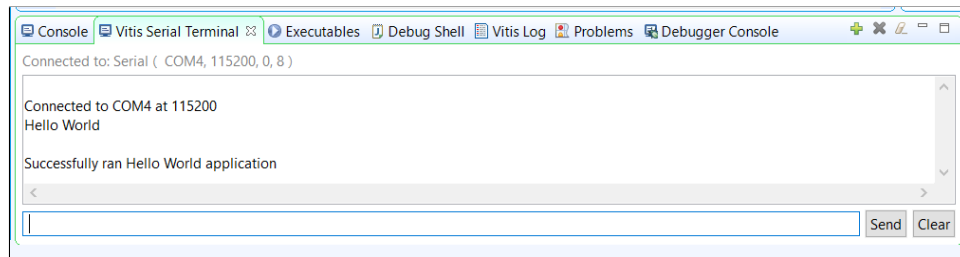 Console Vitis Serial Terminal Executables Debug Shell Vitis Log Problems Debugger Console
Connected to: Serial ( COM4, 115200, 0, 8 )
Connected to COM4 at 115200
Hello World
Successfully ran Hello World application
Send Clear